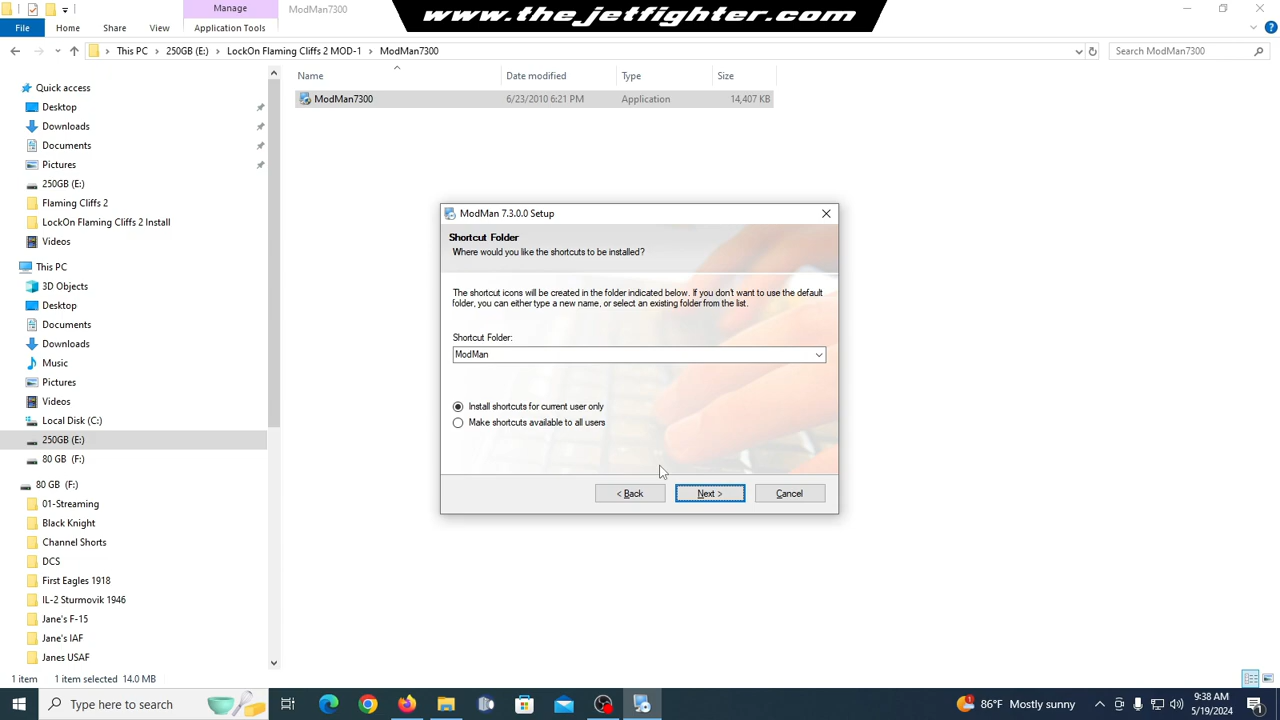 Manage
ModMan7300
www.the.jetfighter.com
File
Home
Share
View
Application Tools
This PC
250GB (E:)
LockOn Flaming Cliffs 2 MOD-1
ModMan7300
Search ModMan7300
Name
Date modified
Type
Size
ModMan7300
6/23/2010 6:21 PM
Application
14,407 KB
Quick access
Desktop
Downloads
Documents
Pictures
250GB (E:)
Flaming Cliffs 2
LockOn Flaming Cliffs 2 Install
Videos
This PC
3D Objects
Desktop
Documents
Downloads
Music
Pictures
Videos
Local Disk (C:)
250GB (E:)
80 GB (F:)
80 GB (F:)
01-Streaming
Black Knight
Channel Shorts
DCS
First Eagles 1918
IL-2 Sturmovik 1946
Jane's F-15
Jane's IAF
Janes USAF
ModMan 7.3.0.0 Setup
Shortcut Folder
Where would you like the shortcuts to be installed?
The shortcut icons will be created in the folder indicated below. If you don't want to use the default
folder, you can either type a new name, or select an existing folder from the list.
Shortcut Folder:
ModMan
Install shortcuts for current user only
Make shortcuts available to all users
< Back
Next >
Cancel
1 item
1 item selected 14.0 MB
Type here to search
86°F Mostly sunny
9:38 AM
5/19/2024